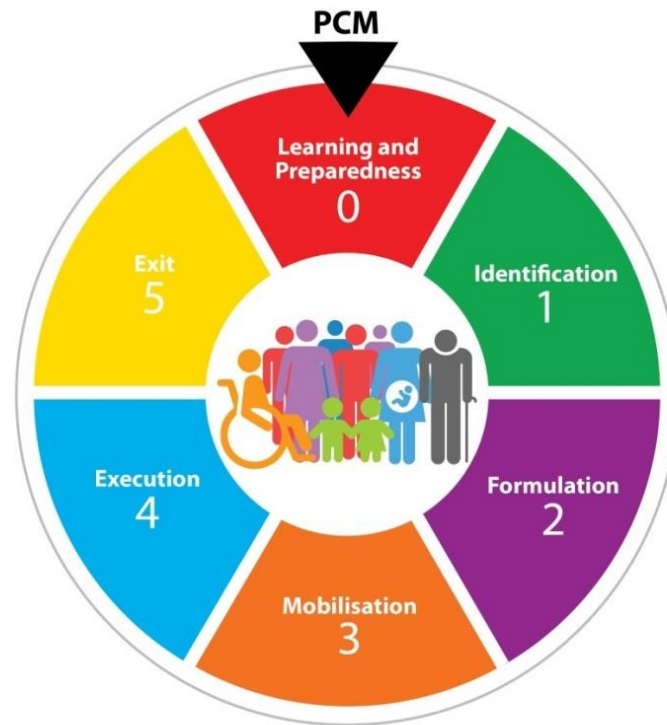 PCM
Learning and
Preparedness
0
Identification
1
Formulation
2
Mobilisation
3
Execution
4
Exit
5